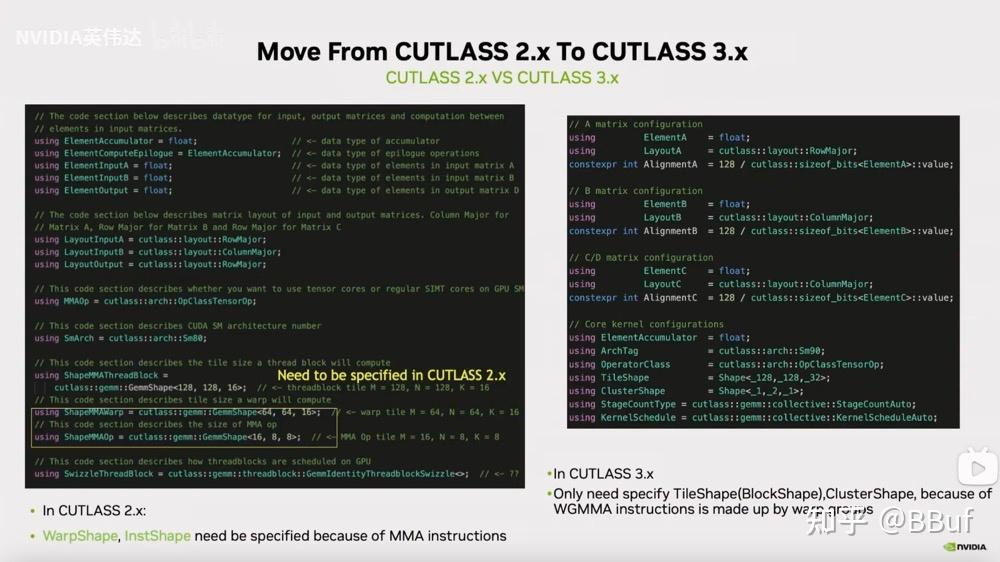 NVIDIA英伟达 bilibili
Move From CUTLASS 2.x To CUTLASS 3.x
CUTLASS 2.x VS CUTLASS 3.x
// The code section below describes datatype for input, output matrices and computation between
// elements in input matrices.
using ElementAccumulator = float; // <- data type of accumulator
using ElementComputeEpilogue = ElementAccumulator; // <- data type of epilogue operations
using ElementInputA = float; // <- data type of elements in input matrix A
using ElementInputB = float; // <- data type of elements in input matrix B
using ElementOutput = float; // <- data type of elements in output matrix D
// The code section below describes matrix layout of input and output matrices. Column Major for
// Matrix A, Row Major for Matrix B and Row Major for Matrix C
using LayoutInputA = cutlass::layout::RowMajor;
using LayoutInputB = cutlass::layout::ColumnMajor;
using LayoutOutput = cutlass::layout::RowMajor;
// This code section describes whether you want to use tensor cores or regular SIMT cores on GPU SM
using MMAOp = cutlass::arch::OpClassTensorOp;
// This code section describes CUDA SM architecture number
using SmArch = cutlass::arch::Sm80;
// This code section describes the tile size a thread block will compute
using ShapeMMAThreadBlock =
Need to be specified in CUTLASS 2.x
cutlass::gemm::GemmShape<128, 128, 16>; // <- threadblock tile M = 128, N = 128, K = 16
// This code section describes tile size a warp will compute
using ShapeMMAWarp = cutlass::gemm::GemmShape<64, 64, 16>; // <- warp tile M = 64, N = 64, K = 16
// This code section describes the size of MMA op
using ShapeMMAOp = cutlass::gemm::GemmShape<16, 8, 8>; // <- MMA Op tile M = 16, N = 8, K = 8
// This code section describes how threadblocks are scheduled on GPU
using SwizzleThreadBlock = cutlass::gemm::threadblock::GemmIdentityThreadblockSwizzle<>; // <- ??
• In CUTLASS 2.x:
• WarpShape, InstShape need be specified because of MMA instructions
// A matrix configuration
using ElementA = float;
using LayoutA = cutlass::layout::RowMajor;
constexpr int AlignmentA = 128 / cutlass::sizeof_bits<ElementA>::value;
// B matrix configuration
using ElementB = float;
using LayoutB = cutlass::layout::ColumnMajor;
constexpr int AlignmentB = 128 / cutlass::sizeof_bits<ElementB>::value;
// C/D matrix configuration
using ElementC = float;
using LayoutC = cutlass::layout::ColumnMajor;
constexpr int AlignmentC = 128 / cutlass::sizeof_bits<ElementC>::value;
// Core kernel configurations
using ElementAccumulator = float;
using ArchTag = cutlass::arch::Sm90;
using OperatorClass = cutlass::arch::OpClassTensorOp;
using TileShape = Shape<_128,_128,_32>;
using ClusterShape = Shape<_1,_2,_1>;
using StageCountType = cutlass::gemm::collective::StageCountAuto;
using KernelSchedule = cutlass::gemm::collective::KernelScheduleAuto;
•In CUTLASS 3.x
•Only need specify TileShape(BlockShape),ClusterShape, because of
WGMMA instructions is made up by warp groups
知乎 @BBuf
NVIDIA